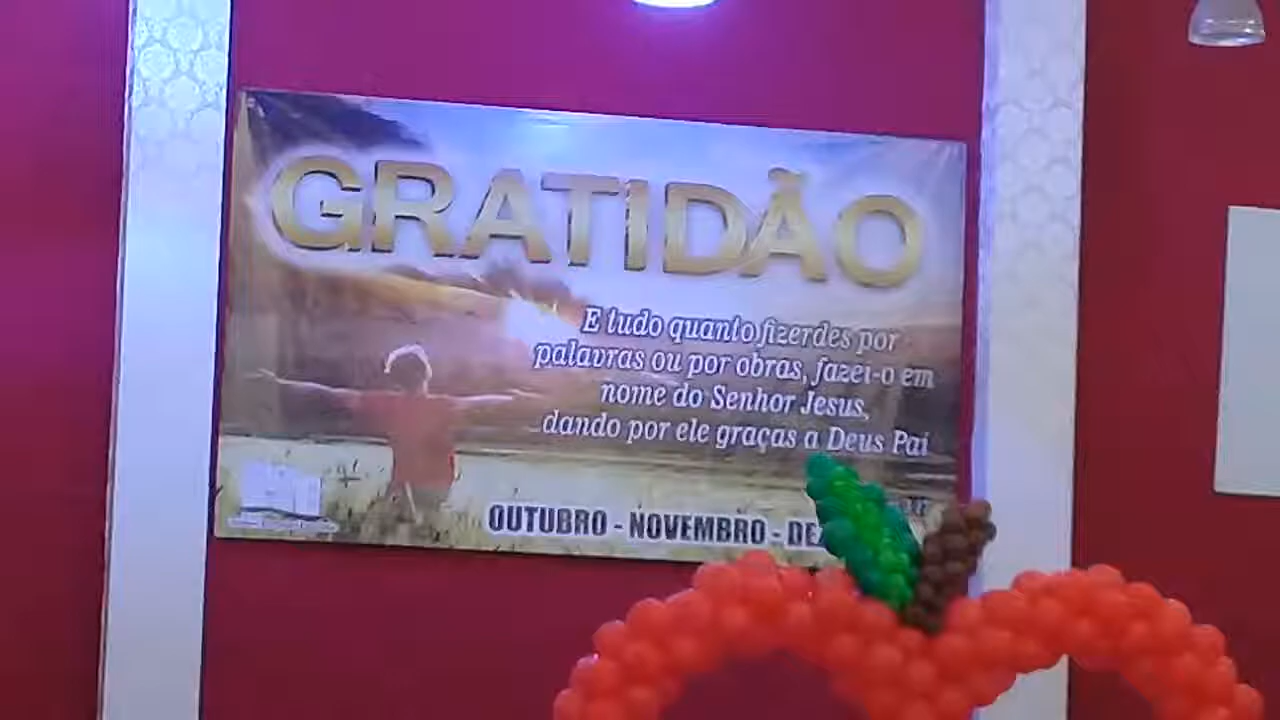 GRATIDÃO
E tudo quanto fizerdes por
palavras ou por obras, fazei-o em
nome do Senhor Jesus,
dando por ele graças a Deus Pai
OUTUBRO - NOVEMBRO -